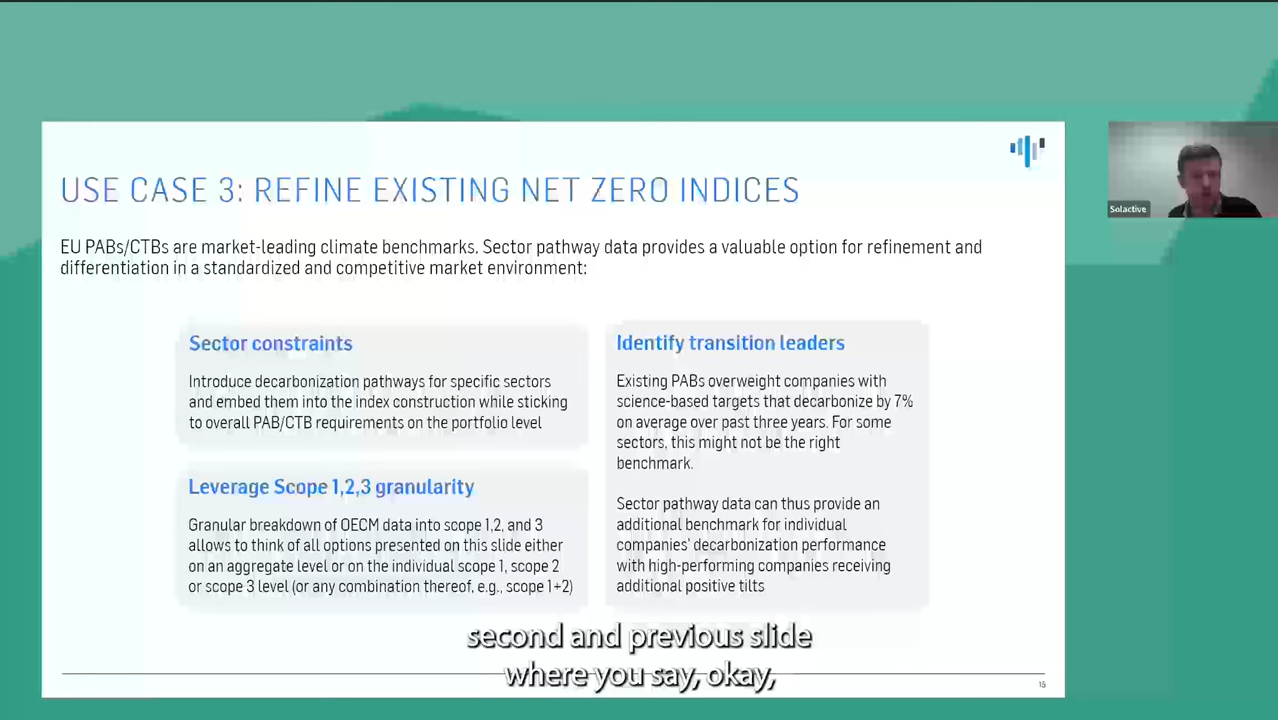 USE CASE 3: REFINE EXISTING NET ZERO INDICES
EU PABs/CTBs are market-leading climate benchmarks. Sector pathway data provides a valuable option for refinement and
differentiation in a standardized and competitive market environment:
Sector constraints
Introduce decarbonization pathways for specific sectors
and embed them into the index construction while sticking
to overall PAB/CTB requirements on the portfolio level
Leverage Scope 1,2,3 granularity
Granular breakdown of OECM data into scope 1,2, and 3
allows to think of all options presented on this slide either
on an aggregate level or on the individual scope 1, scope 2
or scope 3 level (or any combination thereof, e.g., scope 1+2)
Identify transition leaders
Existing PABs overweight companies with
science-based targets that decarbonize by 7%
on average over past three years. For some
sectors, this might not be the right
benchmark.
Sector pathway data can thus provide an
additional benchmark for individual
companies' decarbonization performance
with high-performing companies receiving
additional positive tilts
Solactive
second and previous slide
where you say, okay,
15